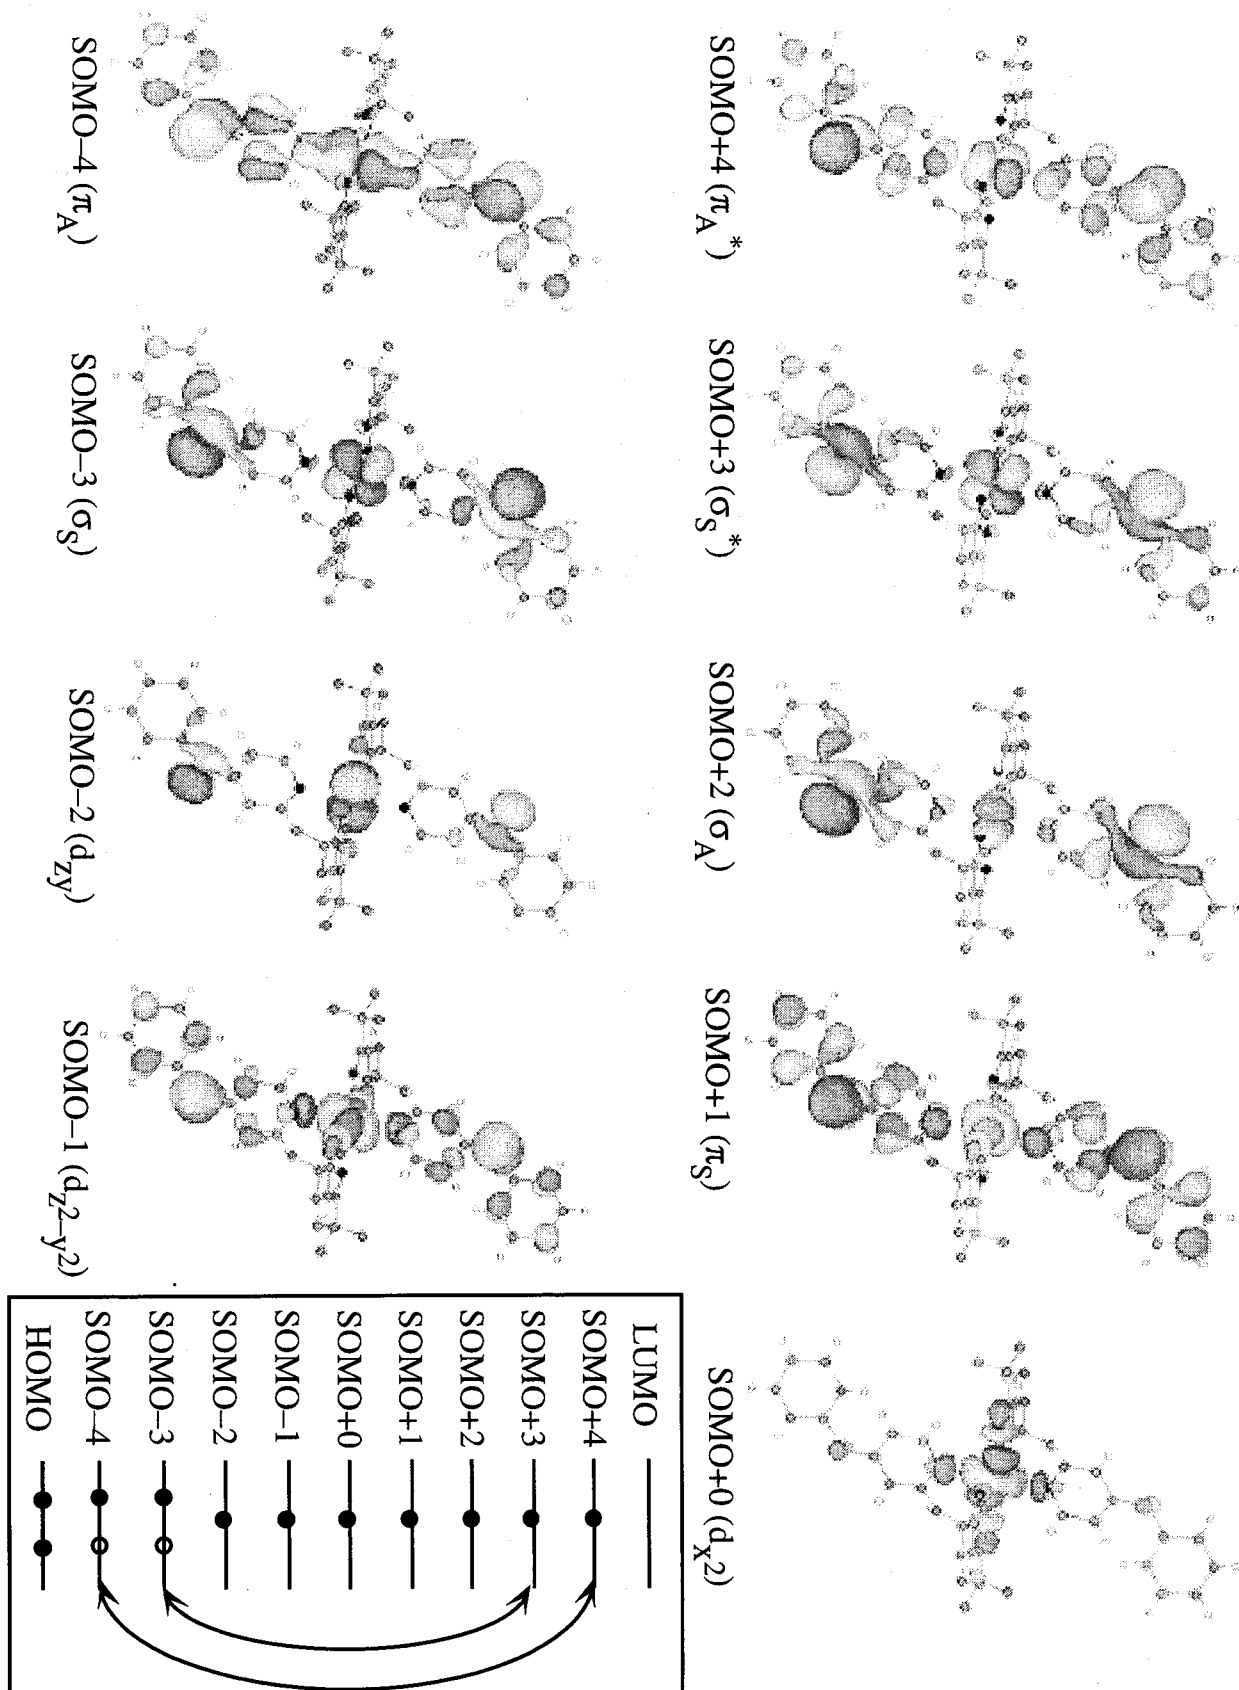 SOMO−4 (π_A)
SOMO−3 (σ_S)
SOMO−2 (d_zy)
SOMO−1 (d_z²−y²)
SOMO+4 (π_A*)
SOMO+3 (σ_S*)
SOMO+2 (σ_A)
SOMO+1 (π_S)
SOMO+0 (d_x²)
LUMO
SOMO+4
SOMO+3
SOMO+2
SOMO+1
SOMO+0
SOMO−1
SOMO−2
SOMO−3
SOMO−4
HOMO